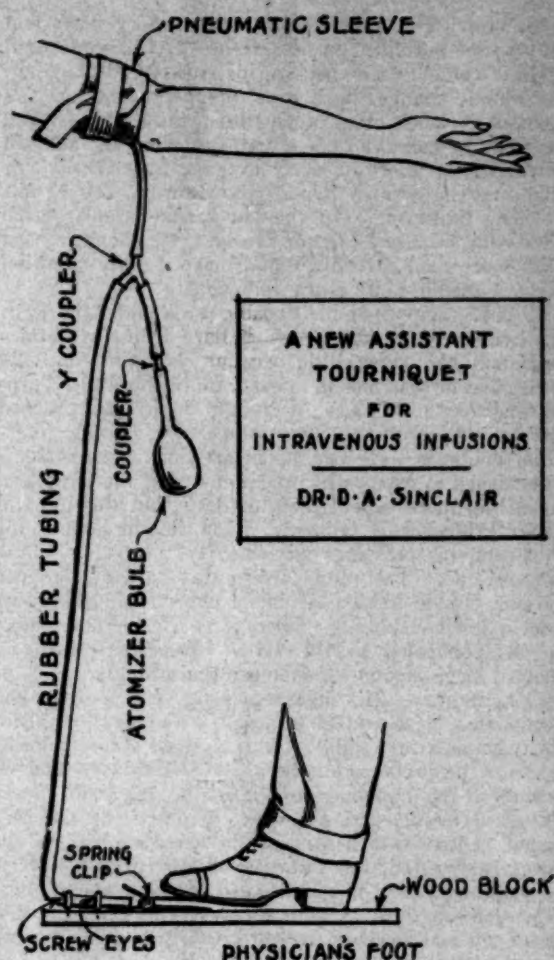 PNEUMATIC SLEEVE
Y COUPLER
COUPLER
A NEW ASSISTANT
TOURNIQUET
FOR
INTRAVENOUS INFUSIONS
DR. D. A. SINCLAIR
RUBBER TUBING
ATOMIZER BULB
SPRING
CLIP
WOOD BLOCK
SCREW EYES
PHYSICIAN'S FOOT